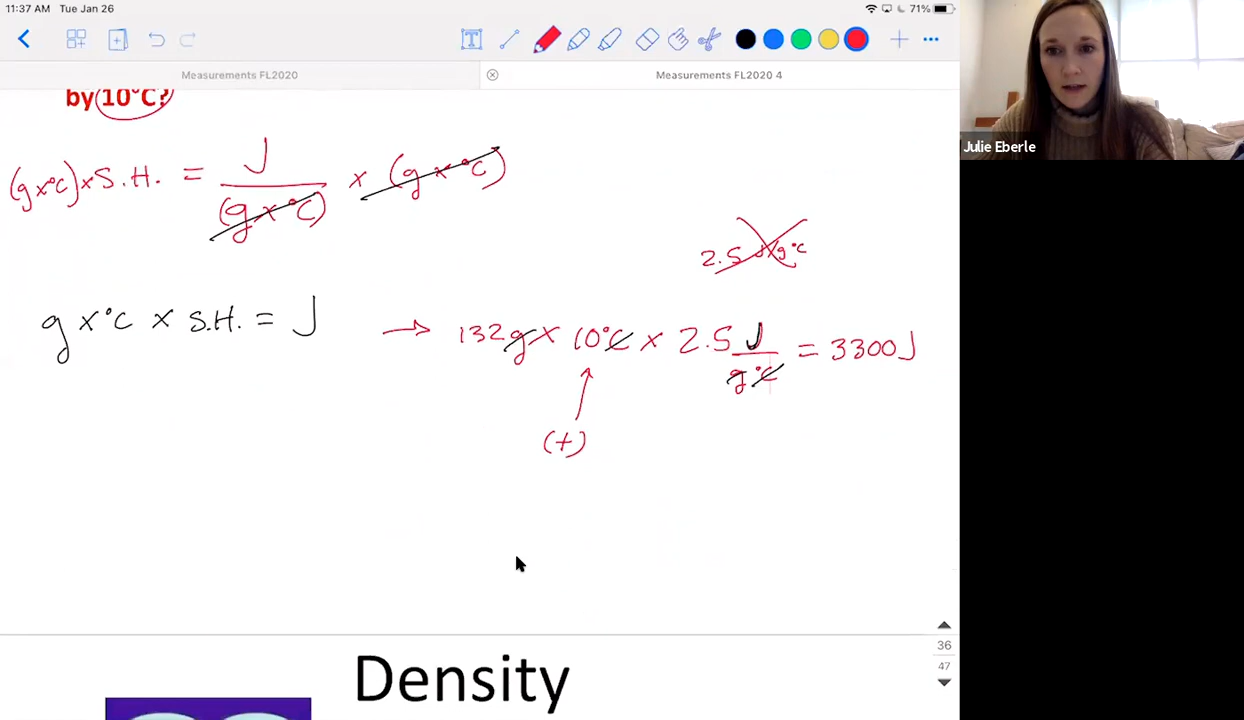 11:37 AM Tue Jan 26
71%
Measurements FL2020
Measurements FL2020 4
by 10°C?
Julie Eberle
(g x °C) x S.H. = J / (g x °C) x (g x °C)
2.5 J/g°C
g x °C x S.H. = J → 132g x 10°C x 2.5 J / g°C = 3300J
(+)
36
47
Density